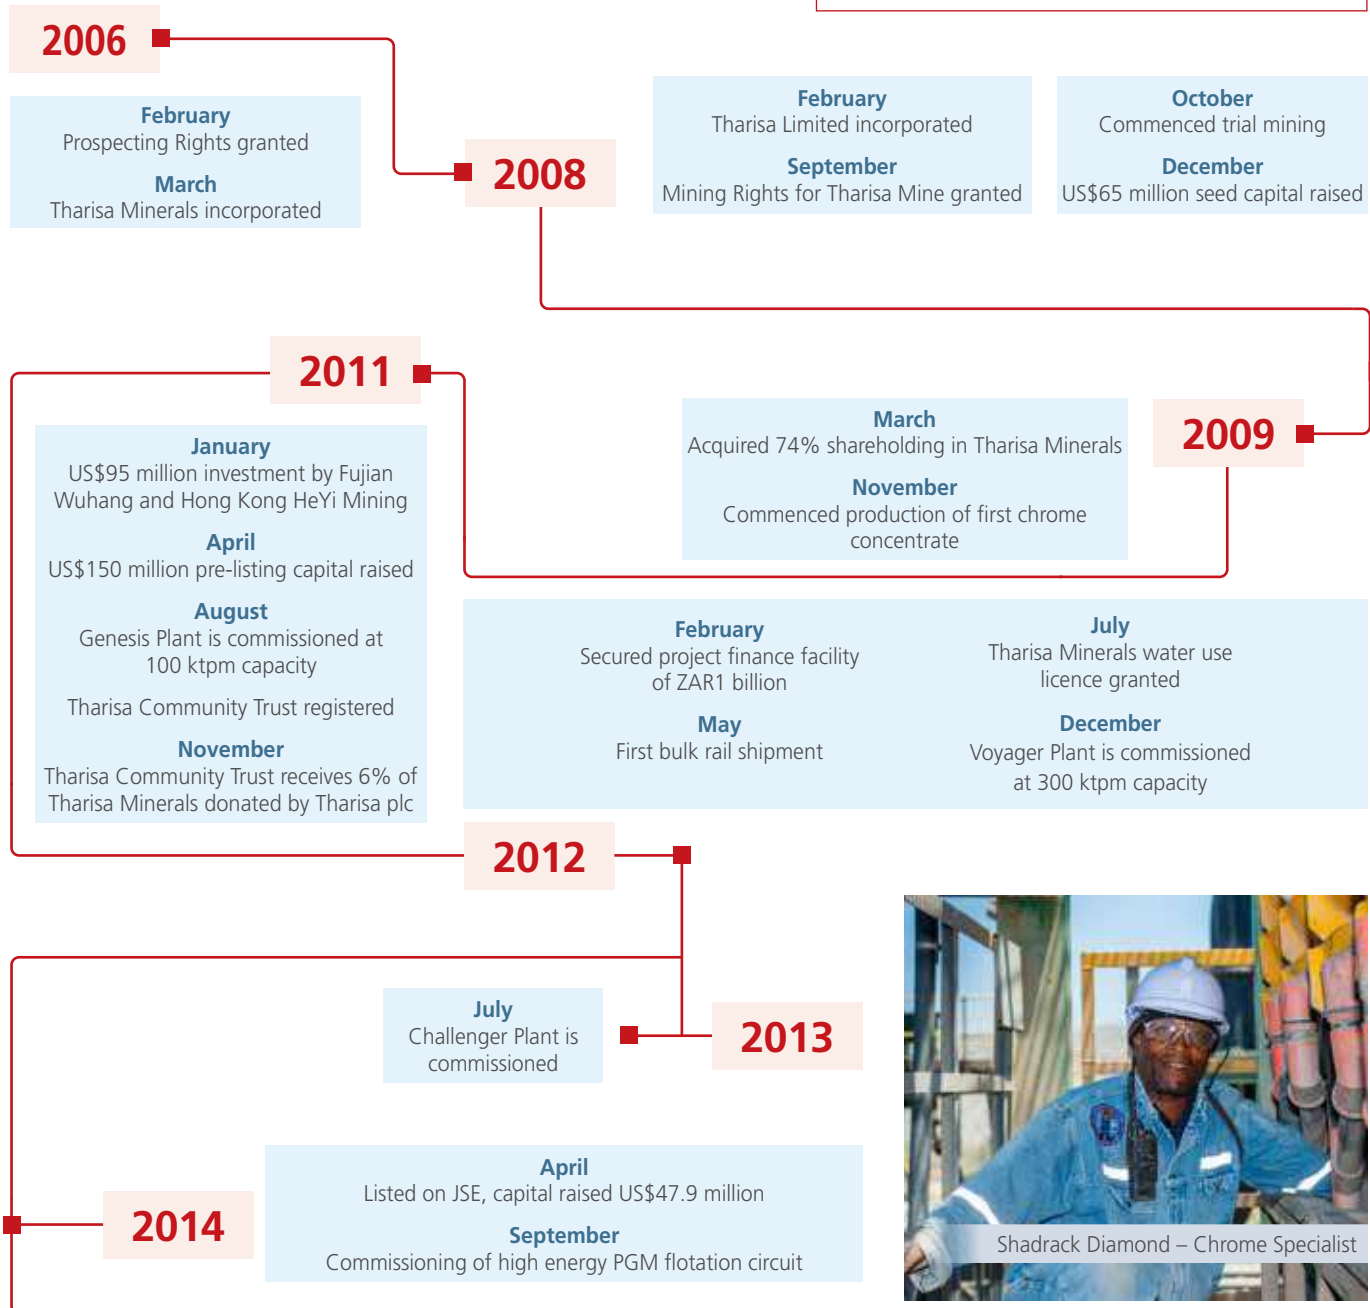 2006
February
Prospecting Rights granted
March
Tharisa Minerals incorporated
2008
February
Tharisa Limited incorporated
September
Mining Rights for Tharisa Mine granted
October
Commenced trial mining
December
US$65 million seed capital raised
2009
March
Acquired 74% shareholding in Tharisa Minerals
November
Commenced production of first chrome
concentrate
2011
January
US$95 million investment by Fujian
Wuhang and Hong Kong HeYi Mining
April
US$150 million pre-listing capital raised
August
Genesis Plant is commissioned at
100 ktpm capacity
Tharisa Community Trust registered
November
Tharisa Community Trust receives 6% of
Tharisa Minerals donated by Tharisa plc
2012
February
Secured project finance facility
of ZAR1 billion
May
First bulk rail shipment
July
Tharisa Minerals water use
licence granted
December
Voyager Plant is commissioned
at 300 ktpm capacity
2013
July
Challenger Plant is
commissioned
2014
April
Listed on JSE, capital raised US$47.9 million
September
Commissioning of high energy PGM flotation circuit
Shadrack Diamond – Chrome Specialist